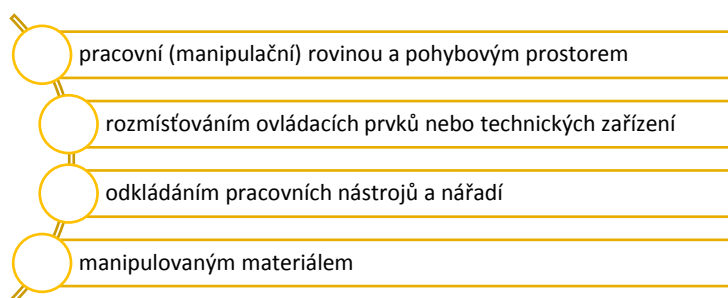 pracovní (manipulační) rovinou a pohybovým prostorem
rozmísťováním ovládacích prvků nebo technických zařízení
odkládáním pracovních nástrojů a nářadí
manipulovaným materiálem